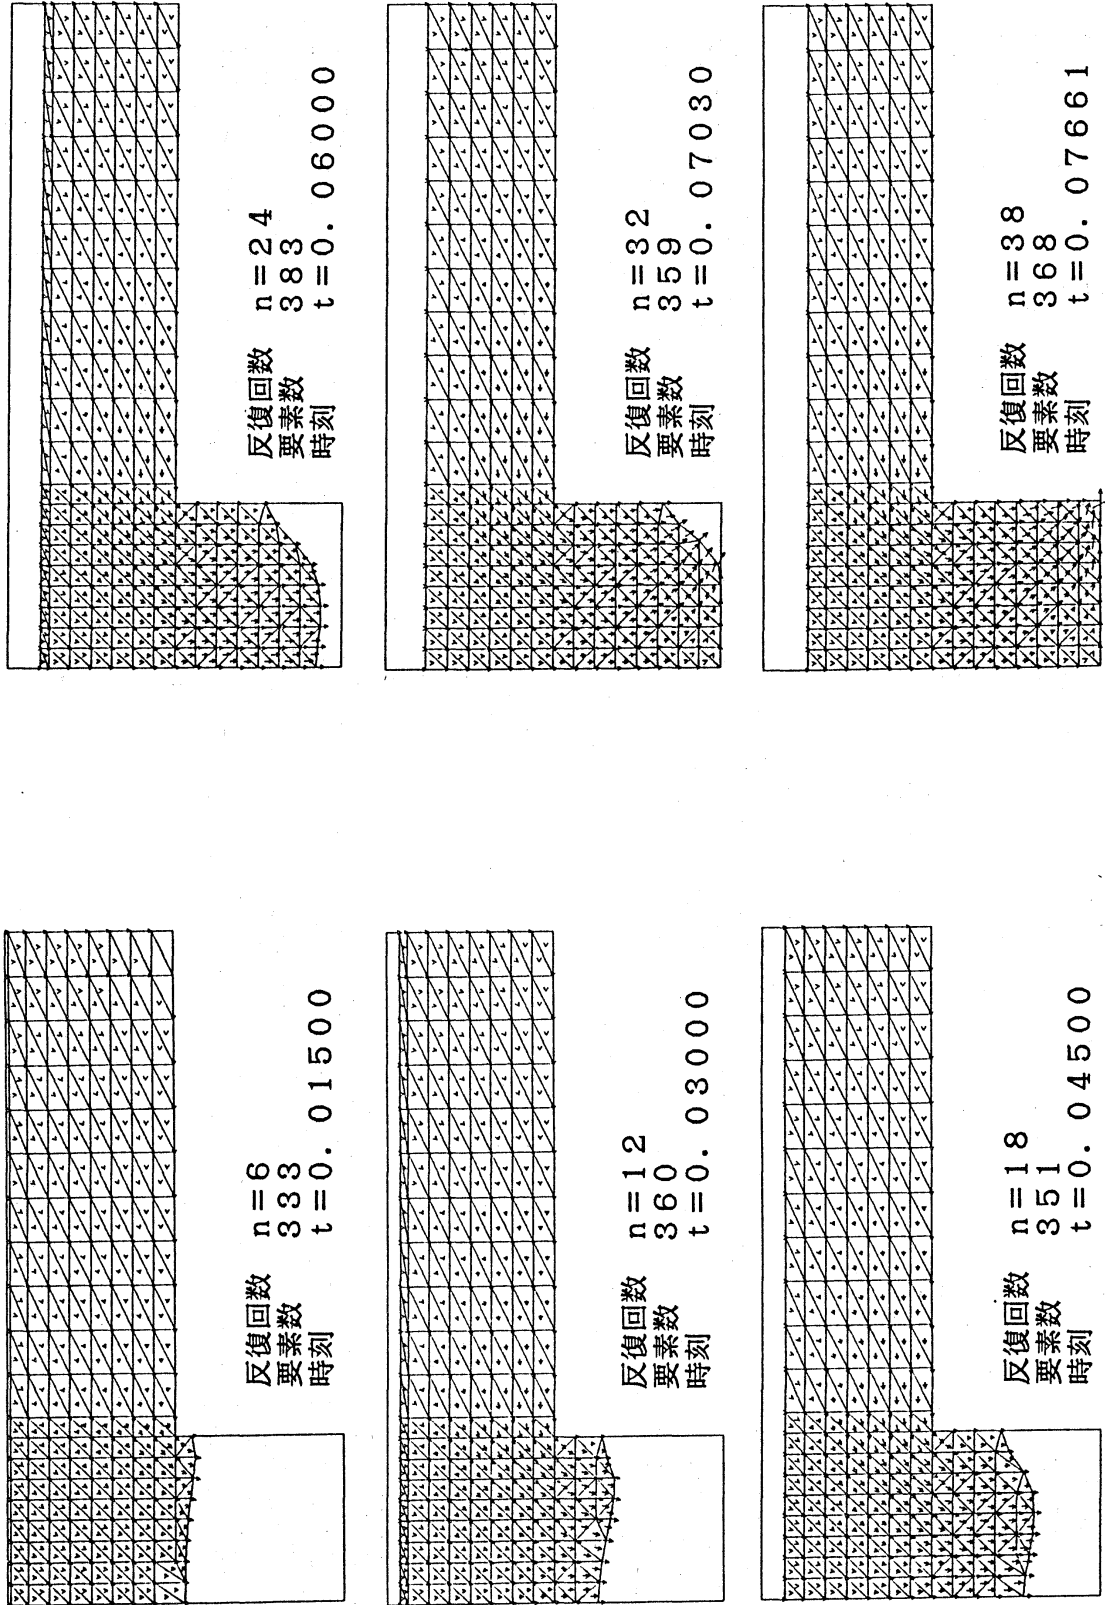 反復回数 n=6
要素数 333
時刻 t=0.01500
反復回数 n=12
要素数 360
時刻 t=0.03000
反復回数 n=18
要素数 351
時刻 t=0.04500
反復回数 n=24
要素数 383
時刻 t=0.06000
反復回数 n=32
要素数 359
時刻 t=0.07030
反復回数 n=38
要素数 368
時刻 t=0.07661